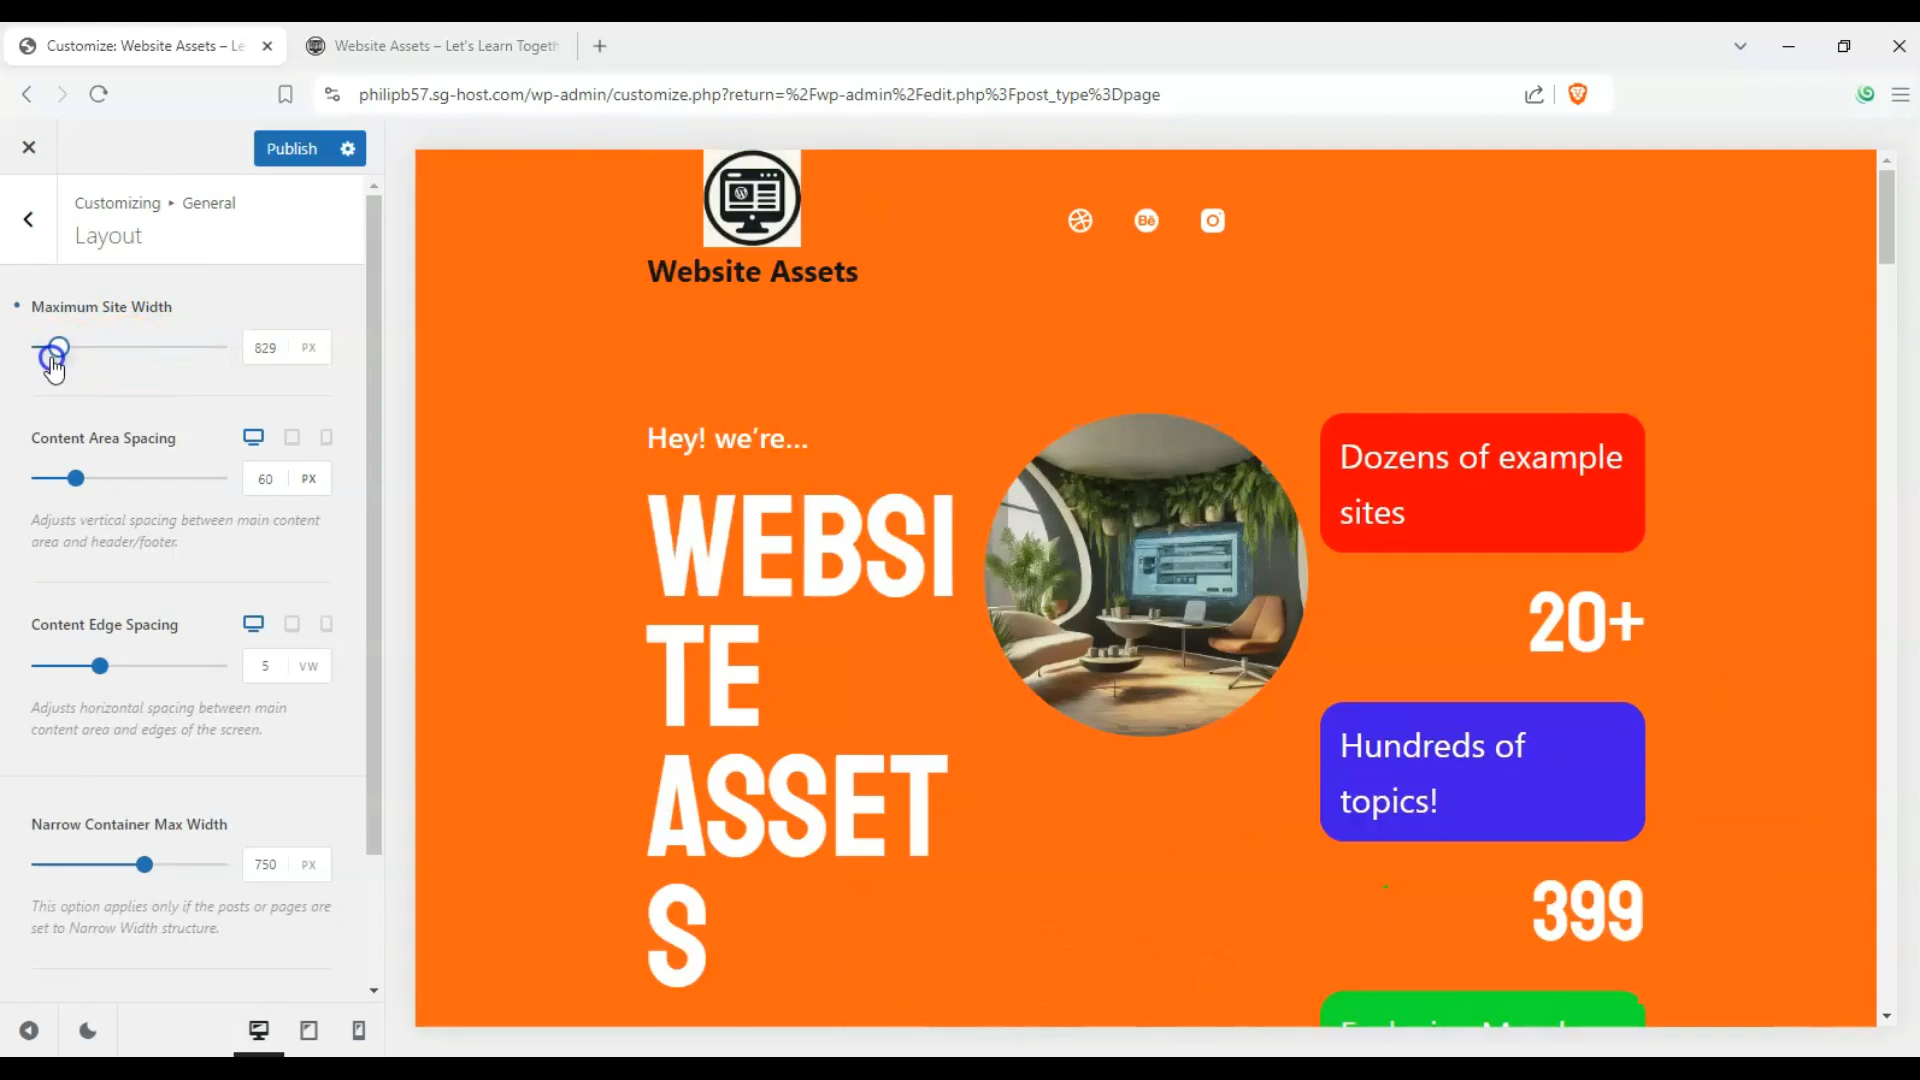 Customize: Website Assets – Le
Website Assets – Let's Learn Togeth
philipb57.sg-host.com/wp-admin/customize.php?return=%2Fwp-admin%2Fedit.php%3Fpost_type%3Dpage
Publish
Customizing ▸ General
Layout
Maximum Site Width
829 PX
Content Area Spacing
60 PX
Adjusts vertical spacing between main content
area and header/footer.
Content Edge Spacing
5 VW
Adjusts horizontal spacing between main
content area and edges of the screen.
Narrow Container Max Width
750 PX
This option applies only if the posts or pages are
set to Narrow Width structure.
Website Assets
Bē
Hey! we're...
WEBSI
TE
ASSET
S
Dozens of example
sites
20+
Hundreds of
topics!
399